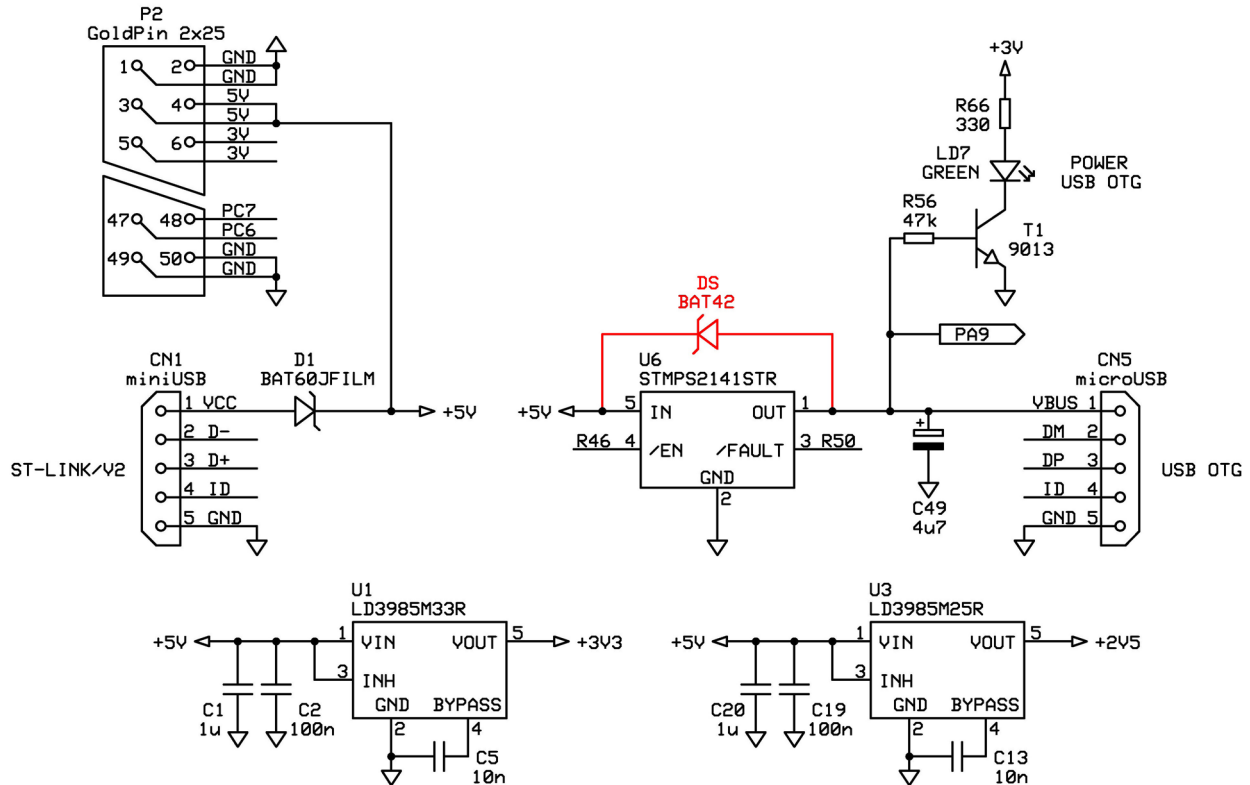 P2
GoldPin 2x25
1 2 GND
GND
3 4 5V
5V
5 6 3V
3V
47 48 PC7
PC6
49 50 GND
GND
+3V
R66
330
LD7
GREEN
POWER
USB OTG
R56
47k
T1
9013
PA9
DS
BAT42
CN1
miniUSB
D1
BAT60JFILM
1 VCC
2 D-
3 D+
4 ID
5 GND
+5V
ST-LINK/V2
U6
STMPS2141STR
+5V
5 IN OUT 1
R46 4 /EN /FAULT 3 R50
GND
2
+
C49
4u7
CN5
microUSB
VBUS 1
DM 2
DP 3
ID 4
GND 5
USB OTG
U1
LD3985M33R
+5V
1 VIN VOUT 5
+3V3
3 INH
GND BYPASS
2 4
C1
1u
C2
100n
C5
10n
U3
LD3985M25R
+5V
1 VIN VOUT 5
+2V5
3 INH
GND BYPASS
2 4
C20
1u
C19
100n
C13
10n